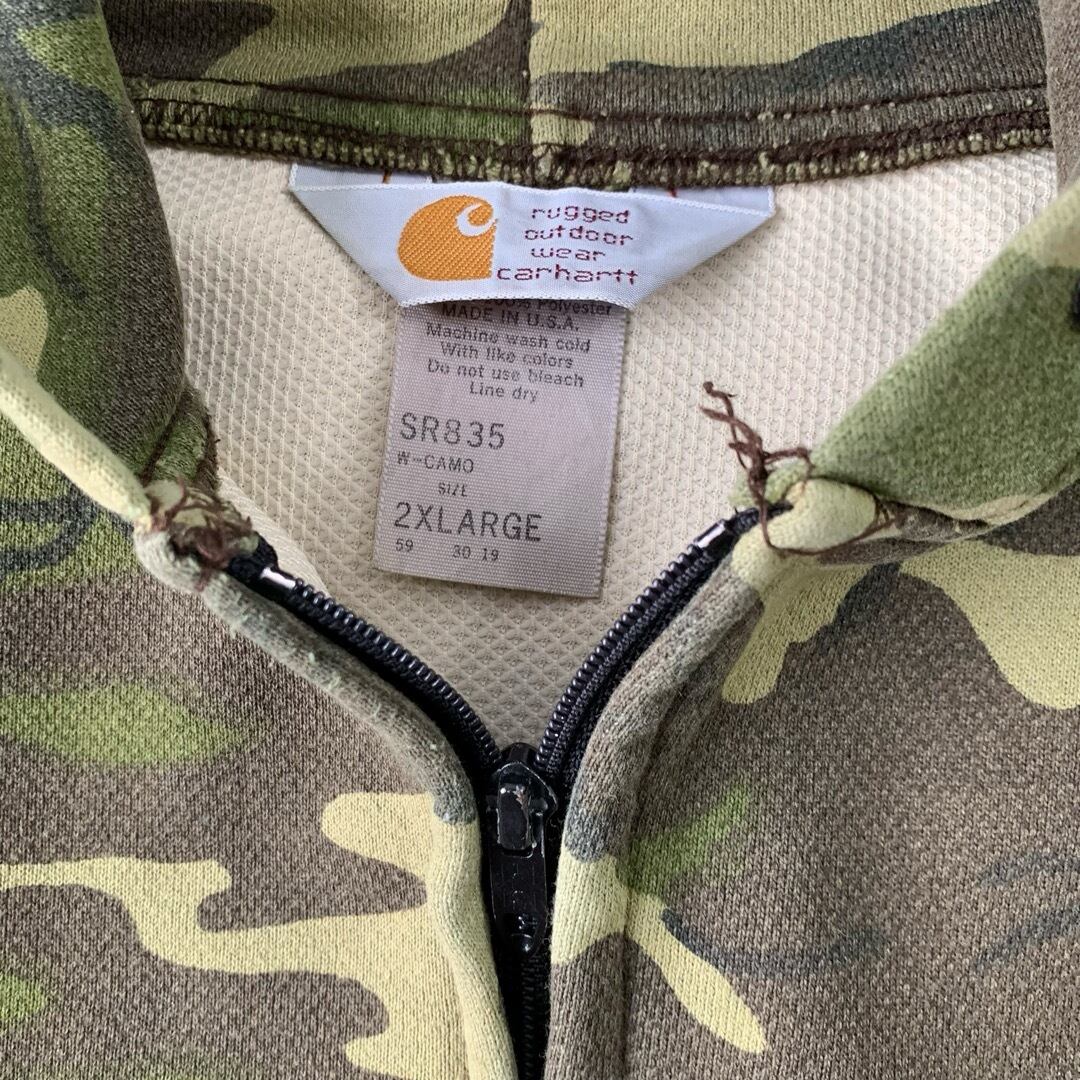 rugged
outdoor
wear
carhartt
Polyester
MADE IN U.S.A.
Machine wash cold
With like colors
Do not use bleach
Line dry
SR835
W-CAMO
SIZE
2XLARGE
59 30 19